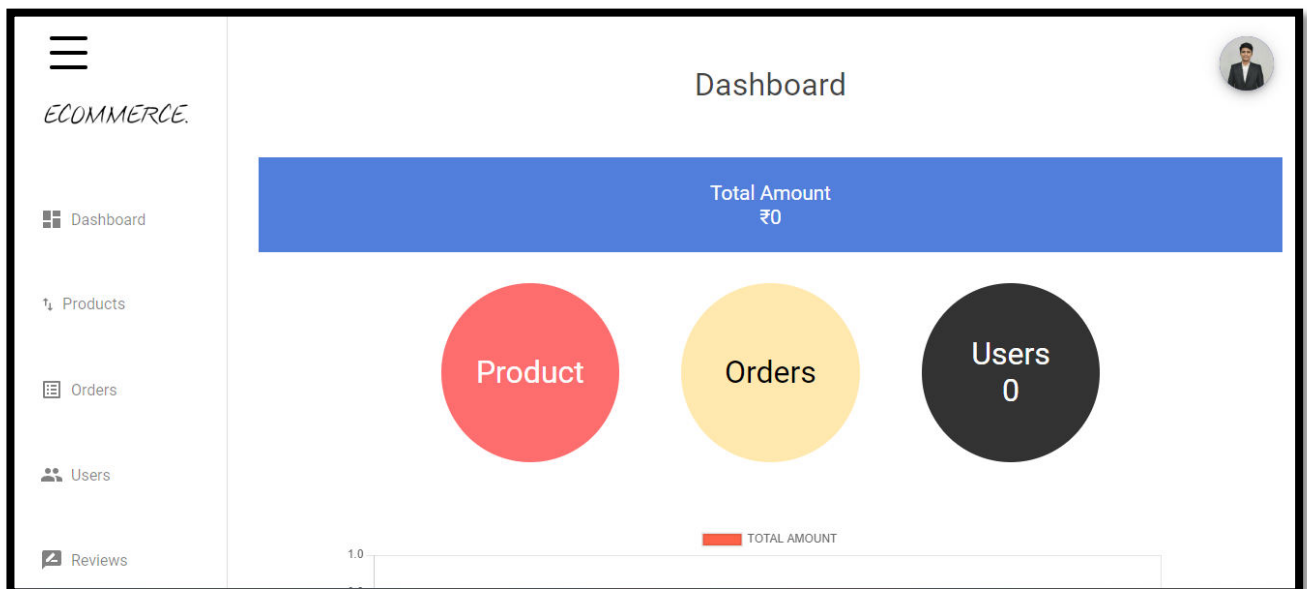 ECOMMERCE.
Dashboard
Products
Orders
Users
Reviews
Dashboard
Total Amount
₹0
Product
Orders
Users
0
TOTAL AMOUNT
1.0